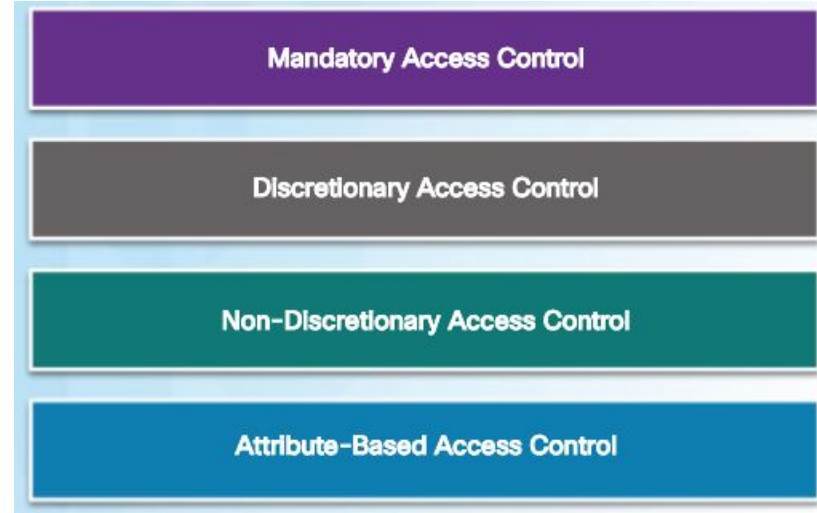 Mandatory Access Control
Discretionary Access Control
Non-Discretionary Access Control
Attribute-Based Access Control